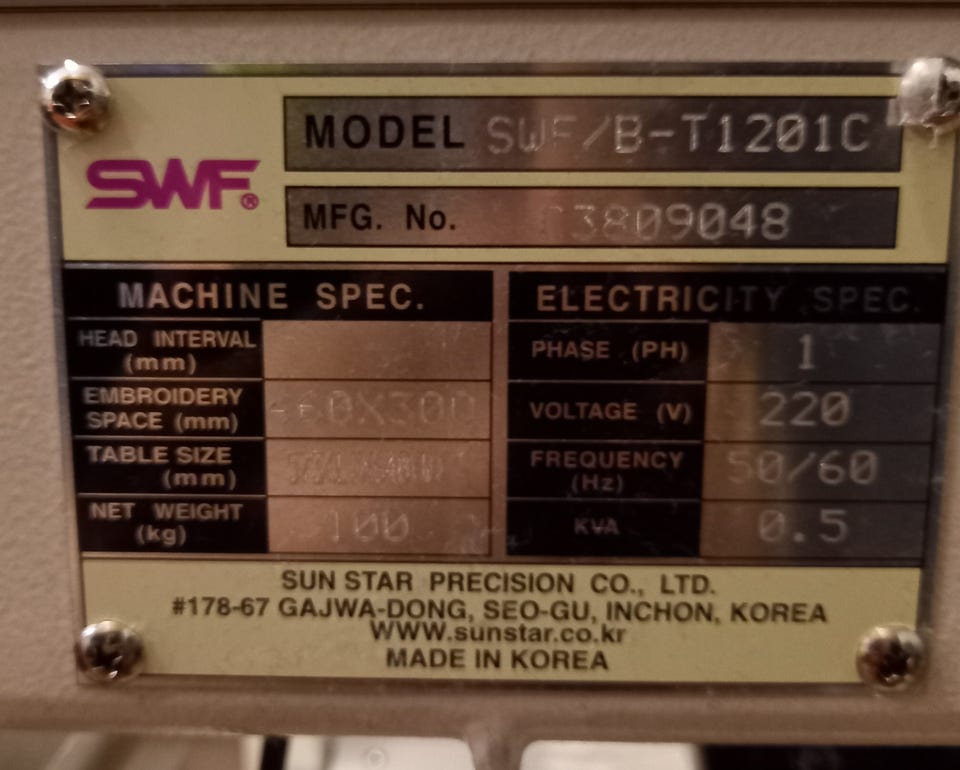 SWF®
MODEL SWF/B-T1201C
MFG. No. 3809048
MACHINE SPEC.
HEAD INTERVAL (mm)
EMBROIDERY SPACE (mm)
TABLE SIZE (mm)
NET WEIGHT (kg) 100
ELECTRICITY SPEC.
PHASE (PH) 1
VOLTAGE (V) 220
FREQUENCY (Hz) 50/60
KVA 0.5
SUN STAR PRECISION CO., LTD.
#178-67 GAJWA-DONG, SEO-GU, INCHON, KOREA
WWW.sunstar.co.kr
MADE IN KOREA